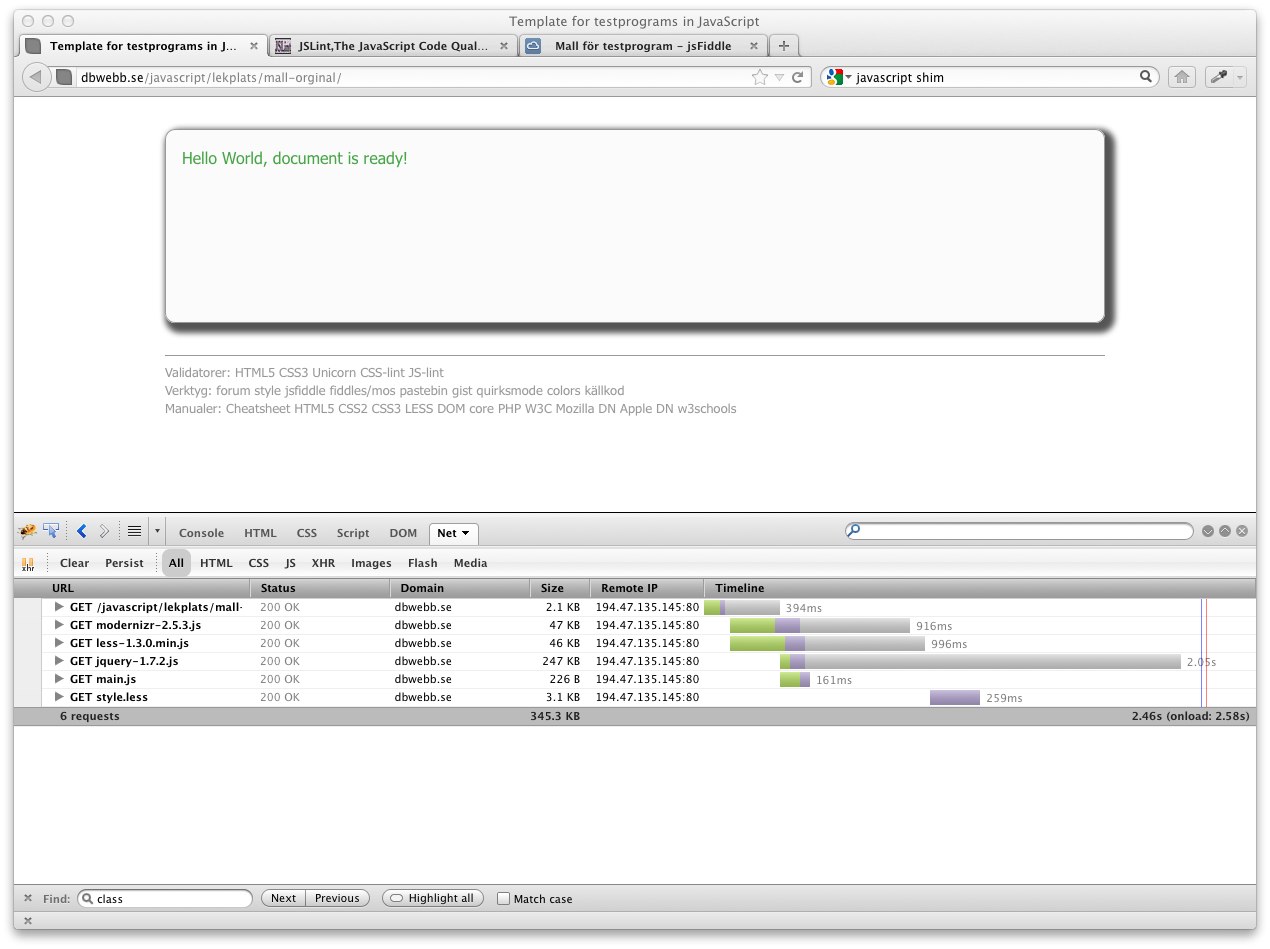 Template for testprograms in JavaScript
Template for testprograms in J...
JSLint,The JavaScript Code Qual...
Mall för testprogram - jsFiddle
dbwebb.se/javascript/lekplats/mall-orginal/
javascript shim
Hello World, document is ready!
Validatorer: HTML5 CSS3 Unicorn CSS-lint JS-lint
Verktyg: forum style jsfiddle fiddles/mos pastebin gist quirksmode colors källkod
Manualer: Cheatsheet HTML5 CSS2 CSS3 LESS DOM core PHP W3C Mozilla DN Apple DN w3schools
Console HTML CSS Script DOM Net
xhr Clear Persist All HTML CSS JS XHR Images Flash Media
URL Status Domain Size Remote IP Timeline
GET /javascript/lekplats/mall- 200 OK dbwebb.se 2.1 KB 194.47.135.145:80 394ms
GET modernizr-2.5.3.js 200 OK dbwebb.se 47 KB 194.47.135.145:80 916ms
GET less-1.3.0.min.js 200 OK dbwebb.se 46 KB 194.47.135.145:80 996ms
GET jquery-1.7.2.js 200 OK dbwebb.se 247 KB 194.47.135.145:80 2.05s
GET main.js 200 OK dbwebb.se 226 B 194.47.135.145:80 161ms
GET style.less 200 OK dbwebb.se 3.1 KB 194.47.135.145:80 259ms
6 requests 345.3 KB 2.46s (onload: 2.58s)
Find: class Next Previous Highlight all Match case